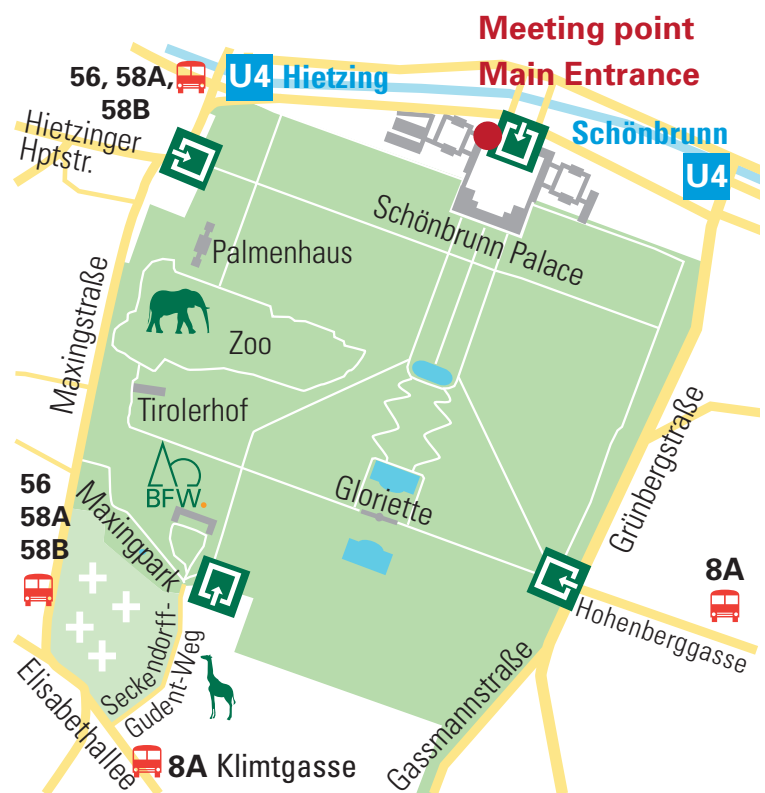 Meeting point
Main Entrance
56, 58A,
58B
U4 Hietzing
Hietzinger
Hptstr.
Schönbrunn
U4
Schönbrunn Palace
Palmenhaus
Maxingstraße
Zoo
Tirolerhof
Grünbergstraße
BFW.
Gloriette
56
58A
58B
Maxingpark
8A
Hohenberggasse
Seckendorff-
Gudent-Weg
Gassmannstraße
Elisabethallee
8A Klimtgasse